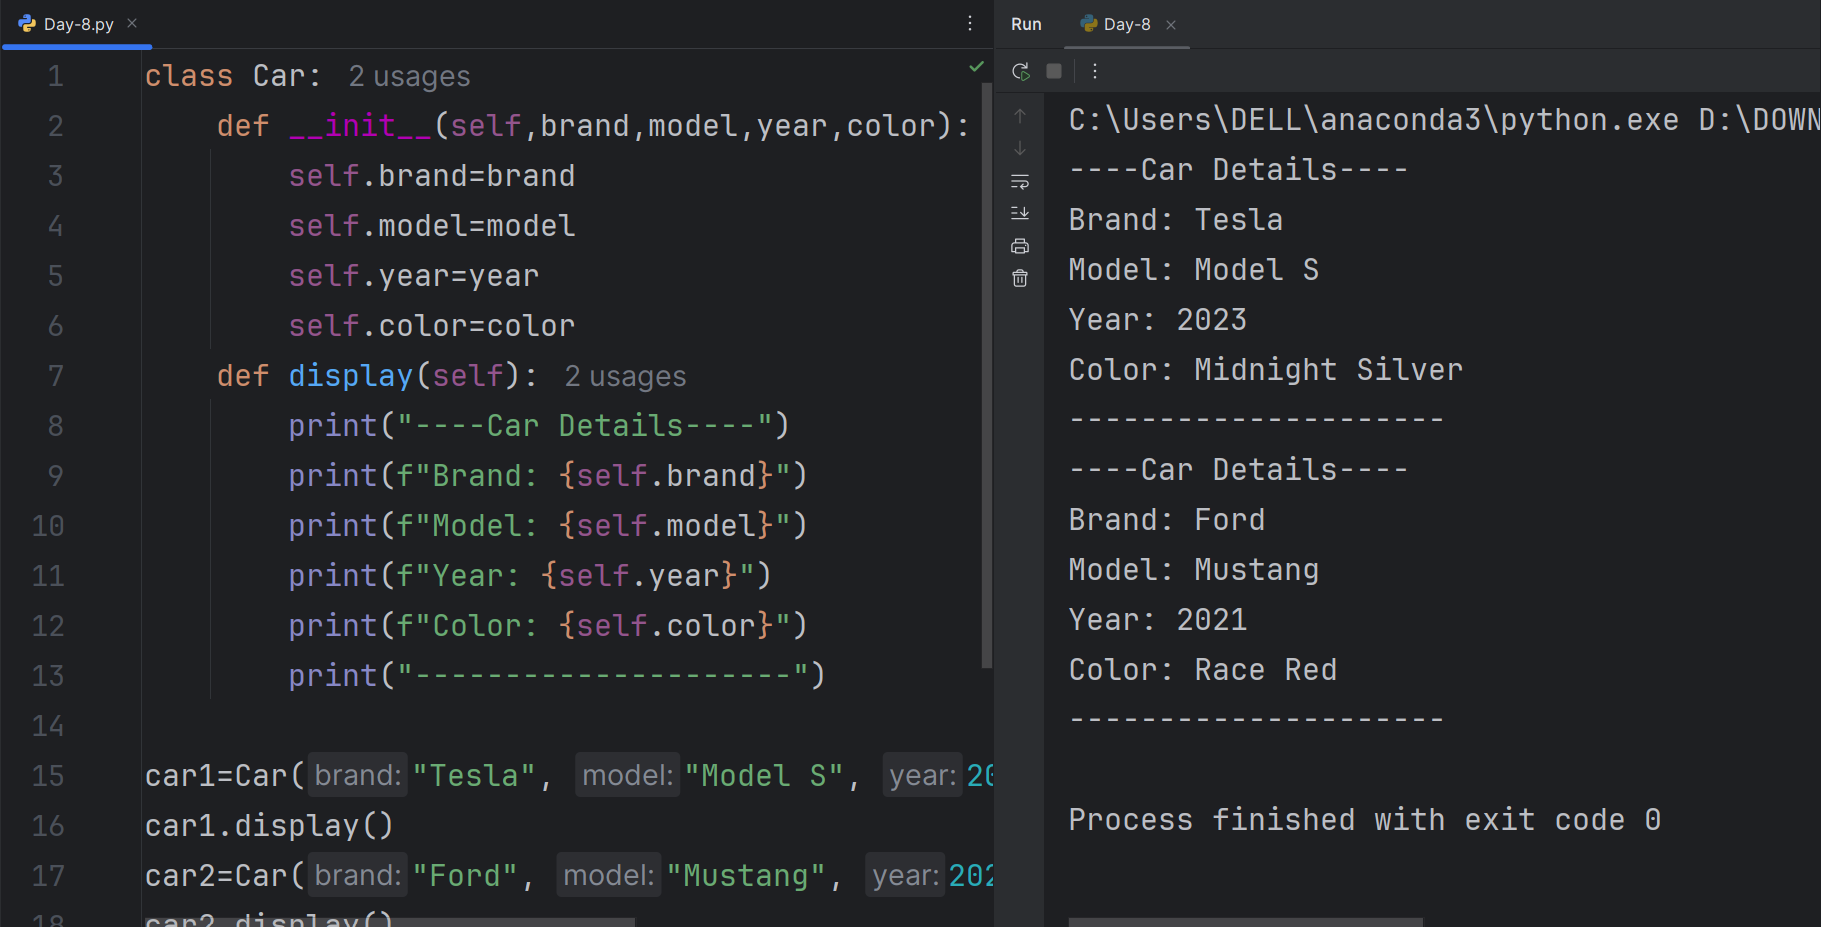 Day-8.py
1 class Car: 2 usages
2 def __init__(self,brand,model,year,color):
3 self.brand=brand
4 self.model=model
5 self.year=year
6 self.color=color
7 def display(self): 2 usages
8 print("----Car Details----")
9 print(f"Brand: {self.brand}")
10 print(f"Model: {self.model}")
11 print(f"Year: {self.year}")
12 print(f"Color: {self.color}")
13 print("---------------------")
14
15 car1=Car( brand: "Tesla", model: "Model S", year: 20
16 car1.display()
17 car2=Car( brand: "Ford", model: "Mustang", year: 202
18 car2.display()
Run Day-8
C:\Users\DELL\anaconda3\python.exe D:\DOWN
----Car Details----
Brand: Tesla
Model: Model S
Year: 2023
Color: Midnight Silver
---------------------
----Car Details----
Brand: Ford
Model: Mustang
Year: 2021
Color: Race Red
---------------------
Process finished with exit code 0